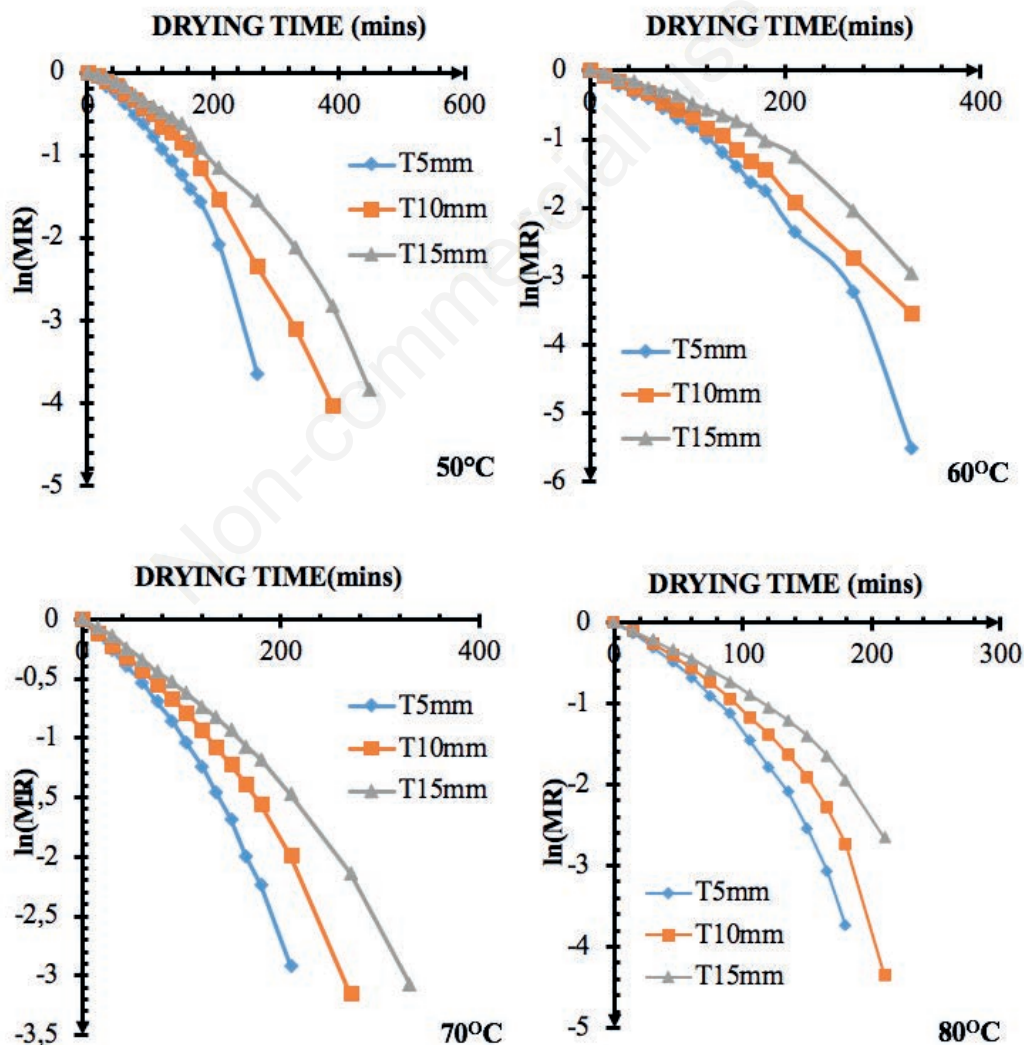 DRYING TIME (mins)
0
0
200
400
600
-1
-2
-3
-4
-5
ln(MR)
T5mm
T10mm
T15mm
50°C
DRYING TIME(mins)
0
0
200
400
-1
-2
-3
-4
-5
-6
ln(MR)
T5mm
T10mm
T15mm
60ᴼC
DRYING TIME(mins)
0
0
200
400
-0,5
-1
-1,5
-2
-2,5
-3
-3,5
ln(MR)
T5mm
T10mm
T15mm
70ᴼC
DRYING TIME (mins)
0
0
100
200
300
-1
-2
-3
-4
-5
ln(MR)
T5mm
T10mm
T15mm
80ᴼC
Non-commercial use